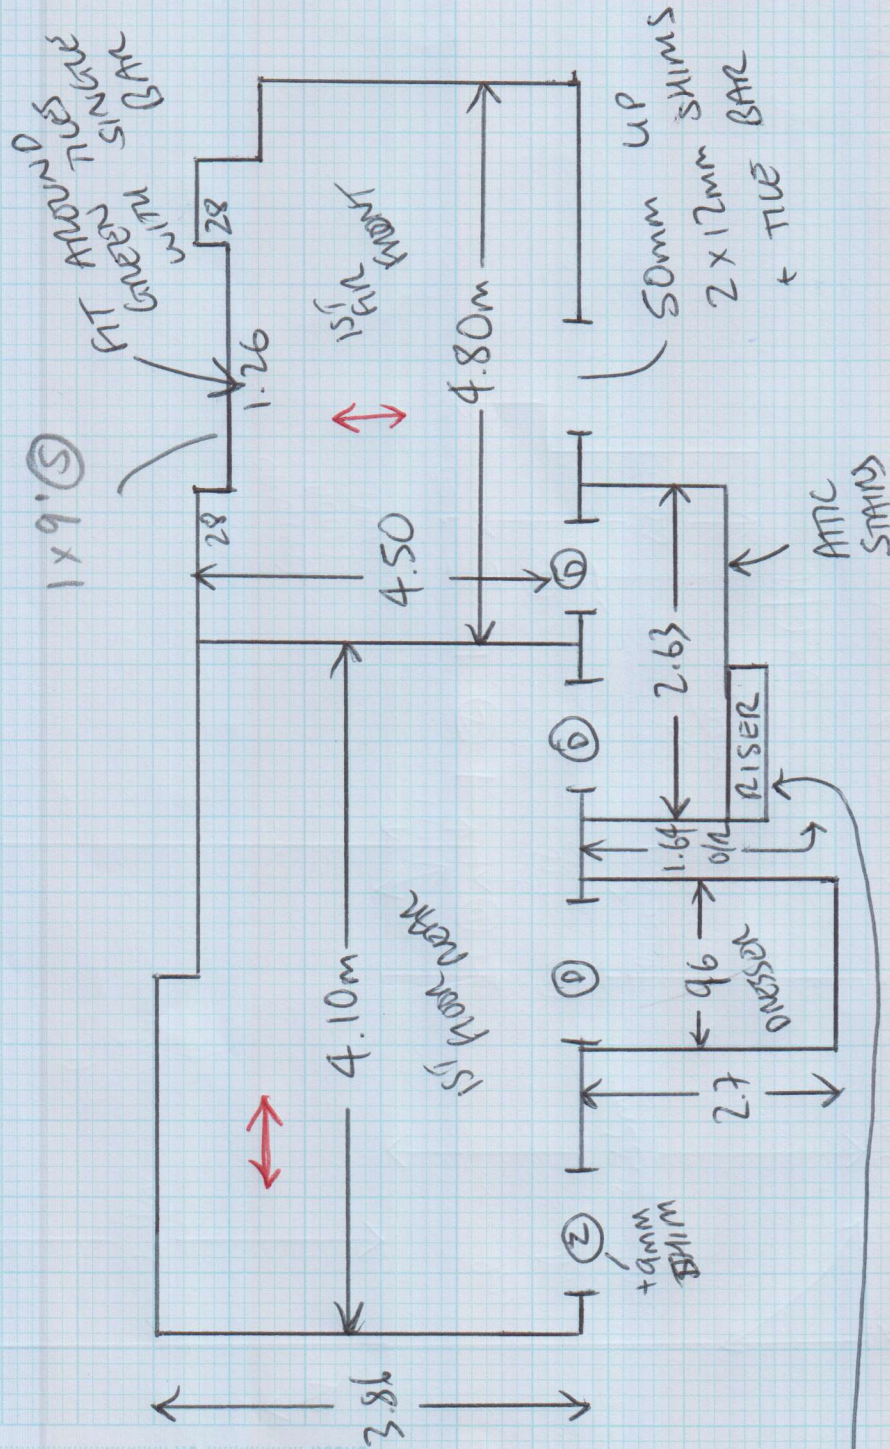 FIT AROUND
GREEN TILES
WITH SINGLE
BAR
1 x 9'. S
28
1.26
28
1ST
FLR
FRONT
4.80m
4.50
4.10m
1ST FLOOR REAR
3.86
D
D
D
Z
+9mm
SHIM
50mm UP
2 x 12mm SHIMS
+ TILE BAR
2.63
RISER
ATTIC
STAIRS
1.64
O/R
96
DRESSER
2.7